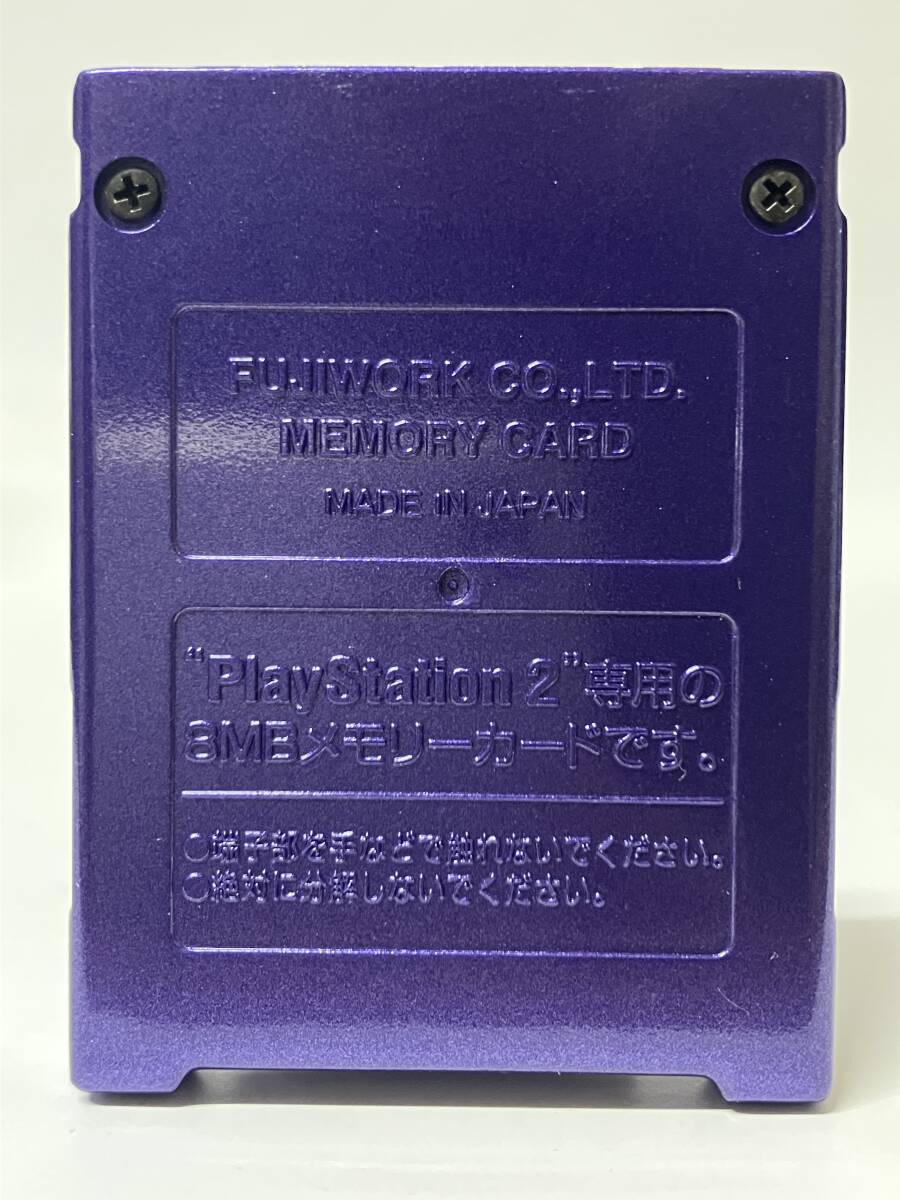 FUJIWORK CO.,LTD.
MEMORY CARD
MADE IN JAPAN
“PlayStation 2”専用の
8MBメモリーカードです。
○端子部を手などで触れないでください。
○絶対に分解しないでください。